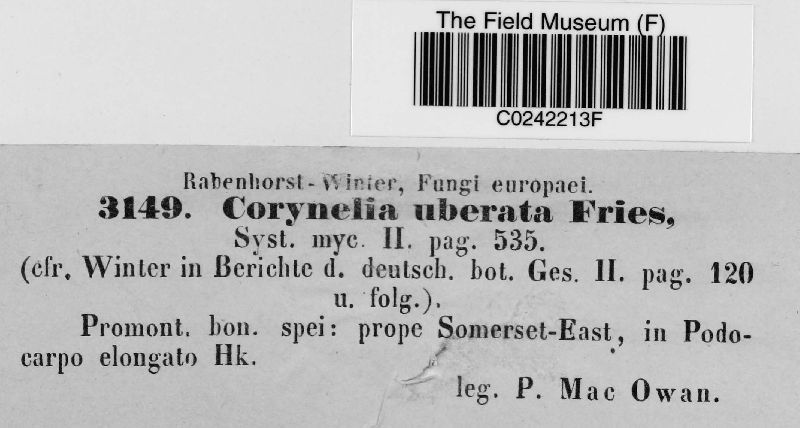 The Field Museum (F)
C0242213F
Rabenhorst-Winter, Fungi europaei.
3149. Corynelia uberata Fries,
Syst. myc. II. pag. 535.
(cfr. Winter in Berichte d. deutsch. bot. Ges. II. pag. 120
u. folg.).
Promont. bon. spei: prope Somerset-East, in Podo-
carpo elongato Hk.
leg. P. Mac Owan.